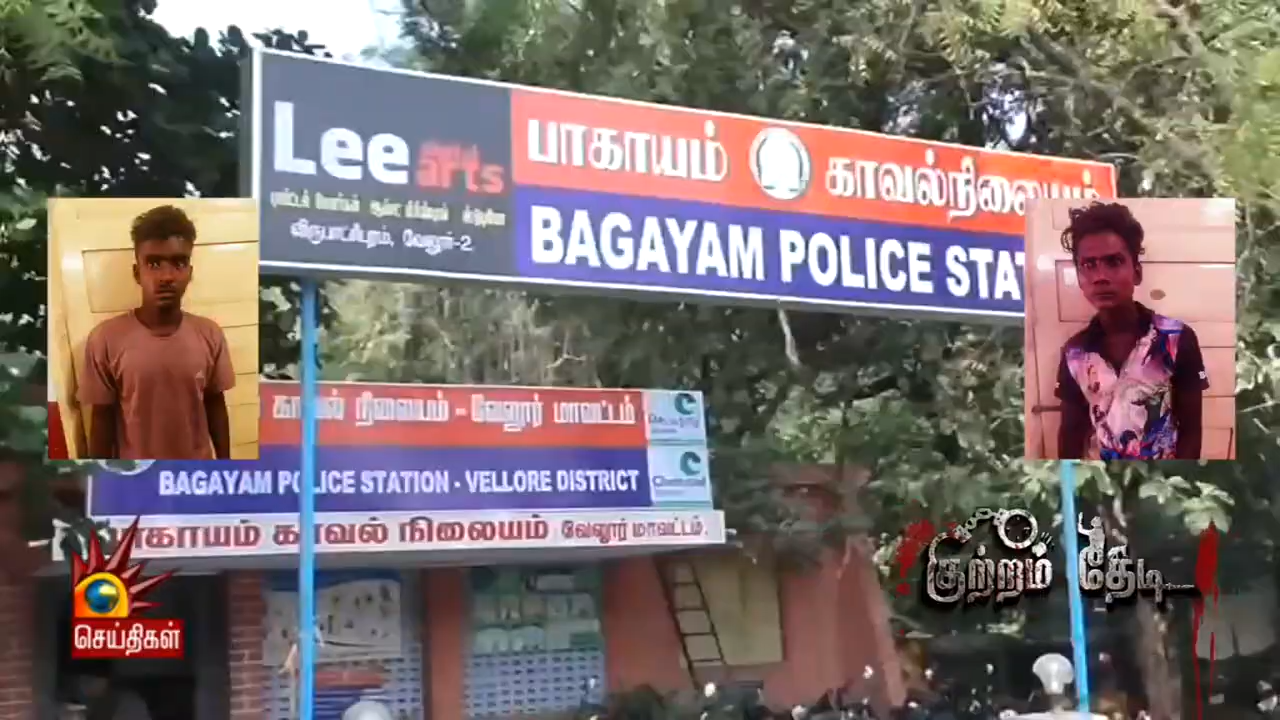 Lee arts
விருபாட்சிபுரம், வேலூர்-2
பாகாயம் காவல்நிலையம்
BAGAYAM POLICE STAT
காவல் நிலையம் - வேலூர் மாவட்டம்
BAGAYAM POLICE STATION - VELLORE DISTRICT
பாகாயம் காவல் நிலையம் வேலூர் மாவட்டம்.
செய்திகள்
குற்றம் தேடி...